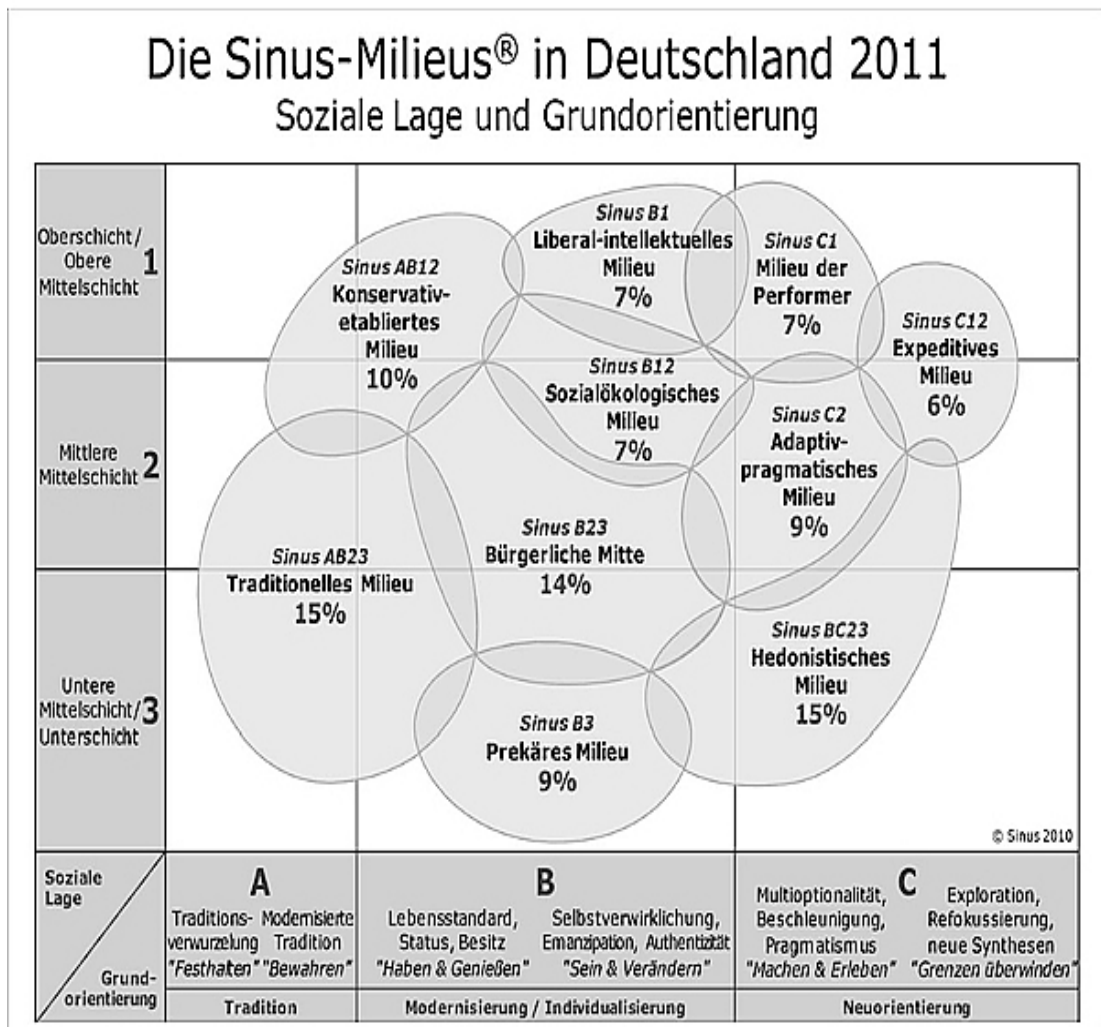 Die Sinus-Milieus® in Deutschland 2011
Soziale Lage und Grundorientierung
Oberschicht/
Obere
Mittelschicht
1
Mittlere
Mittelschicht
2
Untere
Mittelschicht/
Unterschicht
3
Sinus AB12
Konservativ-
etabliertes
Milieu
10%
Sinus B1
Liberal-intellektuelles
Milieu
7%
Sinus C1
Milieu der
Performer
7%
Sinus C12
Expeditives
Milieu
6%
Sinus B12
Sozialökologisches
Milieu
7%
Sinus C2
Adaptiv-
pragmatisches
Milieu
9%
Sinus AB23
Traditionelles Milieu
15%
Sinus B23
Bürgerliche Mitte
14%
Sinus BC23
Hedonistisches
Milieu
15%
Sinus B3
Prekäres Milieu
9%
© Sinus 2010
Soziale
Lage
Grund-
orientierung
A
Traditions-
verwurzelung
"Festhalten"
Modernisierte
Tradition
"Bewahren"
Tradition
B
Lebensstandard,
Status, Besitz
"Haben & Genießen"
Selbstverwirklichung,
Emanzipation, Authentizität
"Sein & Verändern"
Modernisierung / Individualisierung
C
Multioptionalität,
Beschleunigung,
Pragmatismus
"Machen & Erleben"
Exploration,
Refokussierung,
neue Synthesen
"Grenzen überwinden"
Neuorientierung